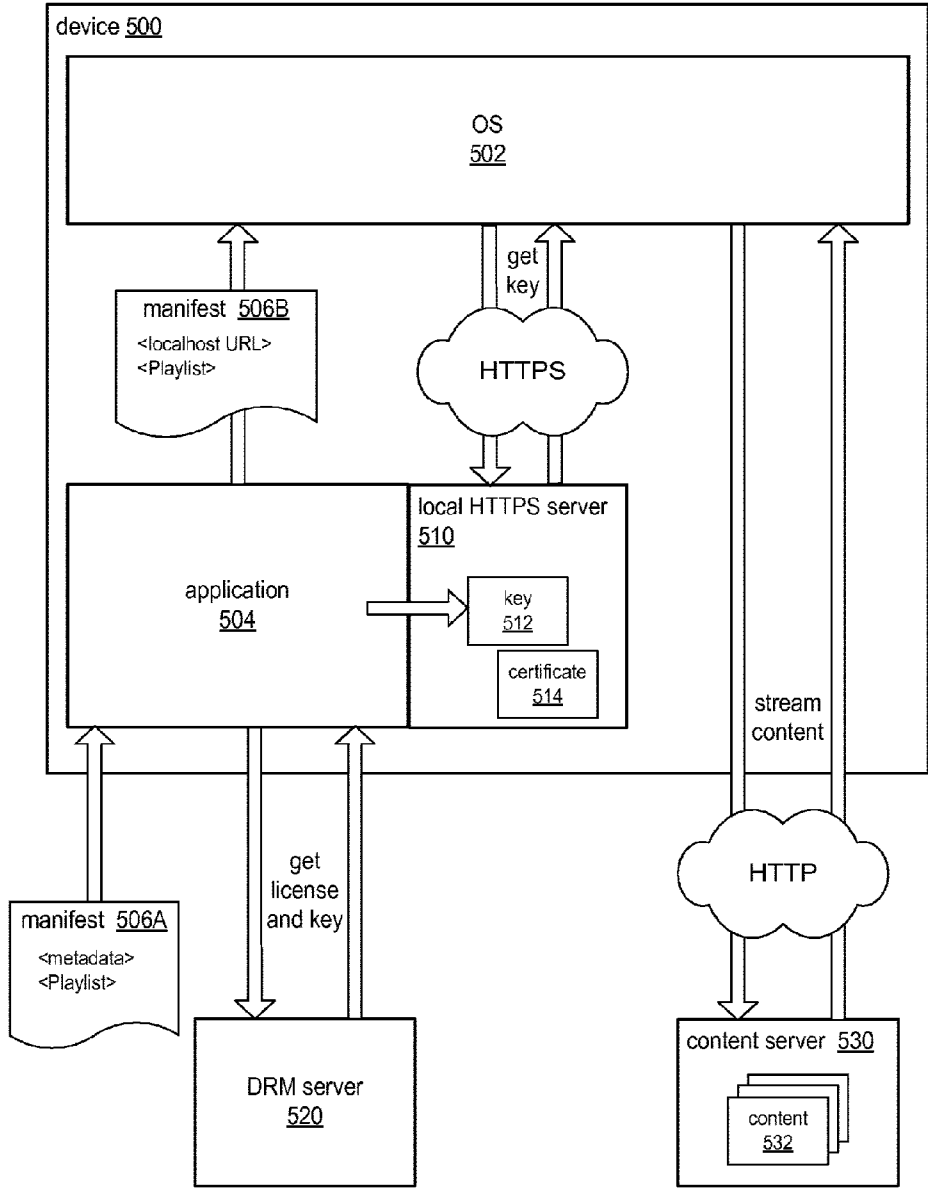 device 500
OS
502
manifest 506B
<localhost URL>
<Playlist>
get
key
HTTPS
local HTTPS server
510
application
504
key
512
certificate
514
stream
content
get
license
and key
HTTP
manifest 506A
<metadata>
<Playlist>
DRM server
520
content server 530
content
532